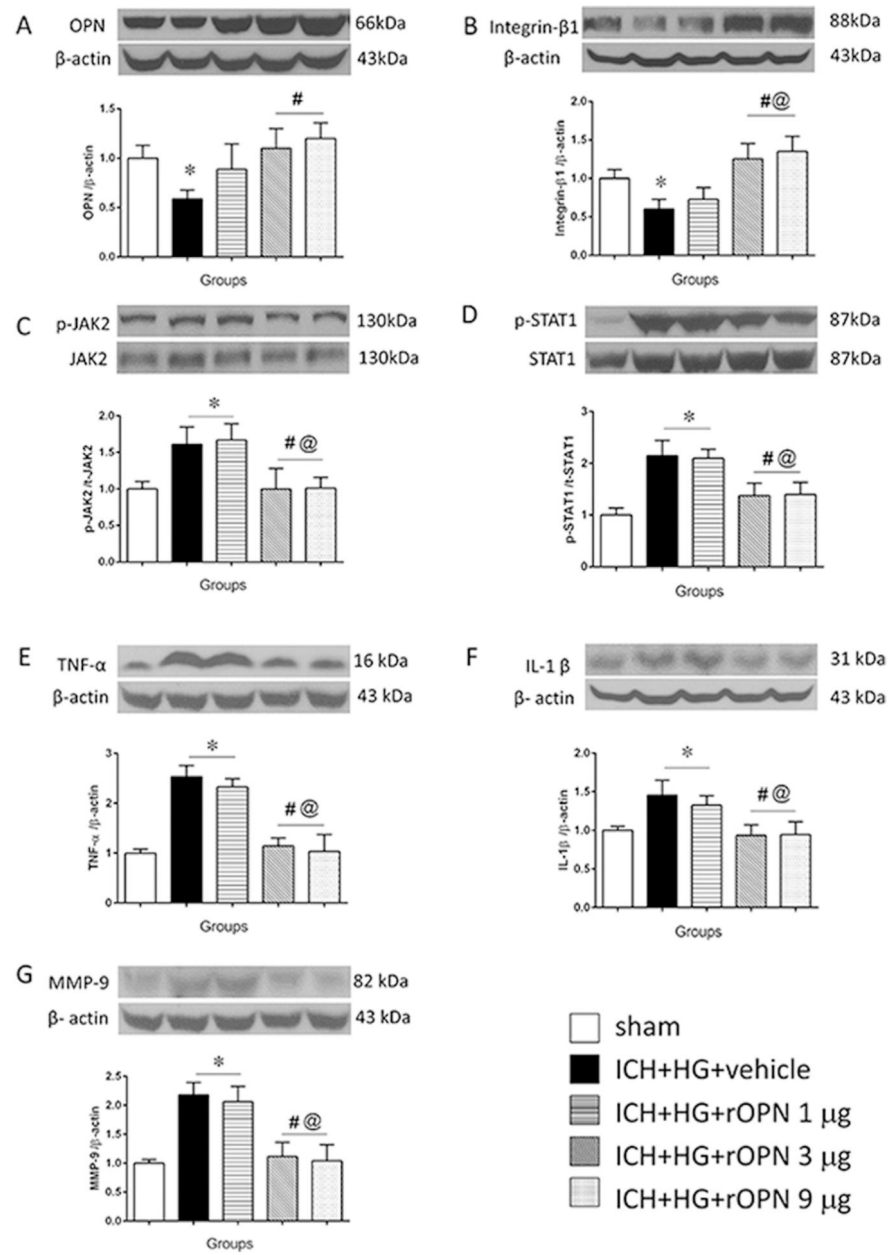 A
OPN
66kDa
β-actin
43kDa
OPN /β-actin
1.5
1.0
0.5
0.0
*
#
Groups
B
Integrin-β1
88kDa
β-actin
43kDa
Integrin-β1 /β-actin
2.0
1.5
1.0
0.5
0.0
*
#@
Groups
C
p-JAK2
130kDa
JAK2
130kDa
p-JAK2 /t-JAK2
2.0
1.5
1.0
0.5
0.0
*
# @
Groups
D
p-STAT1
87kDa
STAT1
87kDa
p-STAT1 /t-STAT1
3
2
1
0
*
# @
Groups
E
TNF-α
16 kDa
β-actin
43 kDa
TNF-α /β-actin
3
2
1
0
*
# @
Groups
F
IL-1 β
31 kDa
β- actin
43 kDa
IL-1β /β-actin
2.0
1.5
1.0
0.5
0.0
*
# @
Groups
G
MMP-9
82 kDa
β- actin
43 kDa
MMP-9 /β-actin
2.5
2.0
1.5
1.0
0.5
0.0
*
# @
Groups
sham
ICH+HG+vehicle
ICH+HG+rOPN 1 μg
ICH+HG+rOPN 3 μg
ICH+HG+rOPN 9 μg